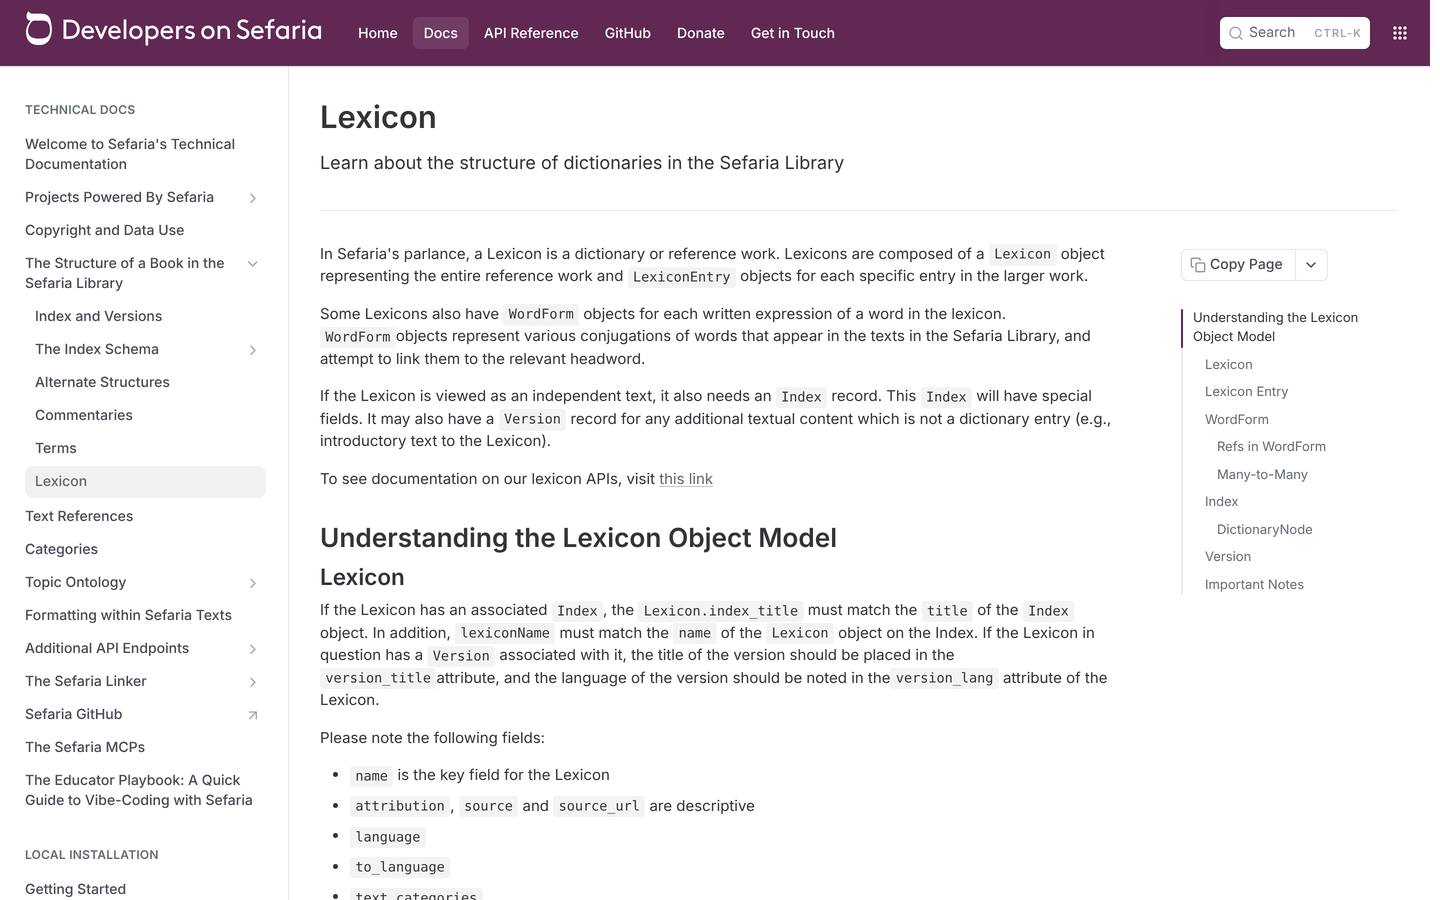 Developers on Sefaria
Home Docs API Reference GitHub Donate Get in Touch
Search CTRL-K
TECHNICAL DOCS
Welcome to Sefaria's Technical
Documentation
Projects Powered By Sefaria
Copyright and Data Use
The Structure of a Book in the
Sefaria Library
Index and Versions
The Index Schema
Alternate Structures
Commentaries
Terms
Lexicon
Text References
Categories
Topic Ontology
Formatting within Sefaria Texts
Additional API Endpoints
The Sefaria Linker
Sefaria GitHub
The Sefaria MCPs
The Educator Playbook: A Quick
Guide to Vibe-Coding with Sefaria
LOCAL INSTALLATION
Getting Started
Lexicon
Learn about the structure of dictionaries in the Sefaria Library
In Sefaria's parlance, a Lexicon is a dictionary or reference work. Lexicons are composed of a Lexicon object
representing the entire reference work and LexiconEntry objects for each specific entry in the larger work.
Some Lexicons also have WordForm objects for each written expression of a word in the lexicon.
WordForm objects represent various conjugations of words that appear in the texts in the Sefaria Library, and
attempt to link them to the relevant headword.
If the Lexicon is viewed as an independent text, it also needs an Index record. This Index will have special
fields. It may also have a Version record for any additional textual content which is not a dictionary entry (e.g.,
introductory text to the Lexicon).
To see documentation on our lexicon APIs, visit this link
Understanding the Lexicon Object Model
Lexicon
If the Lexicon has an associated Index, the Lexicon.index_title must match the title of the Index
object. In addition, lexiconName must match the name of the Lexicon object on the Index. If the Lexicon in
question has a Version associated with it, the title of the version should be placed in the
version_title attribute, and the language of the version should be noted in the version_lang attribute of the
Lexicon.
Please note the following fields:
• name is the key field for the Lexicon
• attribution, source and source_url are descriptive
• language
• to_language
• text_categories
Copy Page
Understanding the Lexicon
Object Model
Lexicon
Lexicon Entry
WordForm
Refs in WordForm
Many-to-Many
Index
DictionaryNode
Version
Important Notes